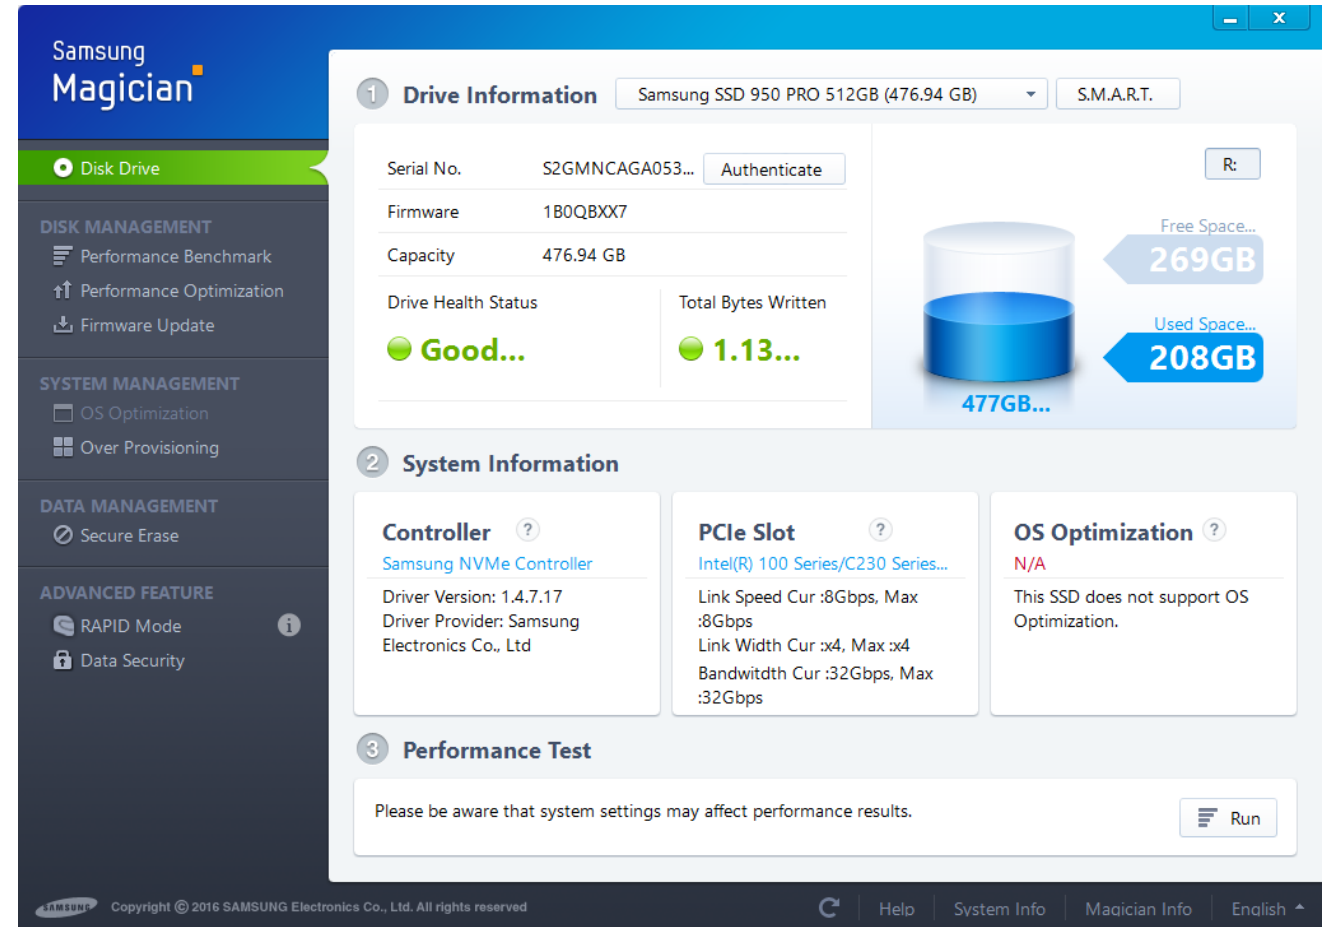 Samsung
Magician
Disk Drive
DISK MANAGEMENT
Performance Benchmark
Performance Optimization
Firmware Update
SYSTEM MANAGEMENT
OS Optimization
Over Provisioning
DATA MANAGEMENT
Secure Erase
ADVANCED FEATURE
RAPID Mode
Data Security
x
1 Drive Information Samsung SSD 950 PRO 512GB (476.94 GB) S.M.A.R.T.
Serial No. S2GMNCAGA053... Authenticate
Firmware 1B0QBXX7
Capacity 476.94 GB
Drive Health Status
Good...
Total Bytes Written
1.13...
R:
Free Space...
269GB
Used Space...
208GB
477GB...
2 System Information
Controller ?
Samsung NVMe Controller
Driver Version: 1.4.7.17
Driver Provider: Samsung
Electronics Co., Ltd
PCIe Slot ?
Intel(R) 100 Series/C230 Series...
Link Speed Cur :8Gbps, Max
:8Gbps
Link Width Cur :x4, Max :x4
Bandwitdth Cur :32Gbps, Max
:32Gbps
OS Optimization ?
N/A
This SSD does not support OS
Optimization.
3 Performance Test
Please be aware that system settings may affect performance results.
Run
SAMSUNG Copyright © 2016 SAMSUNG Electronics Co., Ltd. All rights reserved
Help System Info Magician Info English